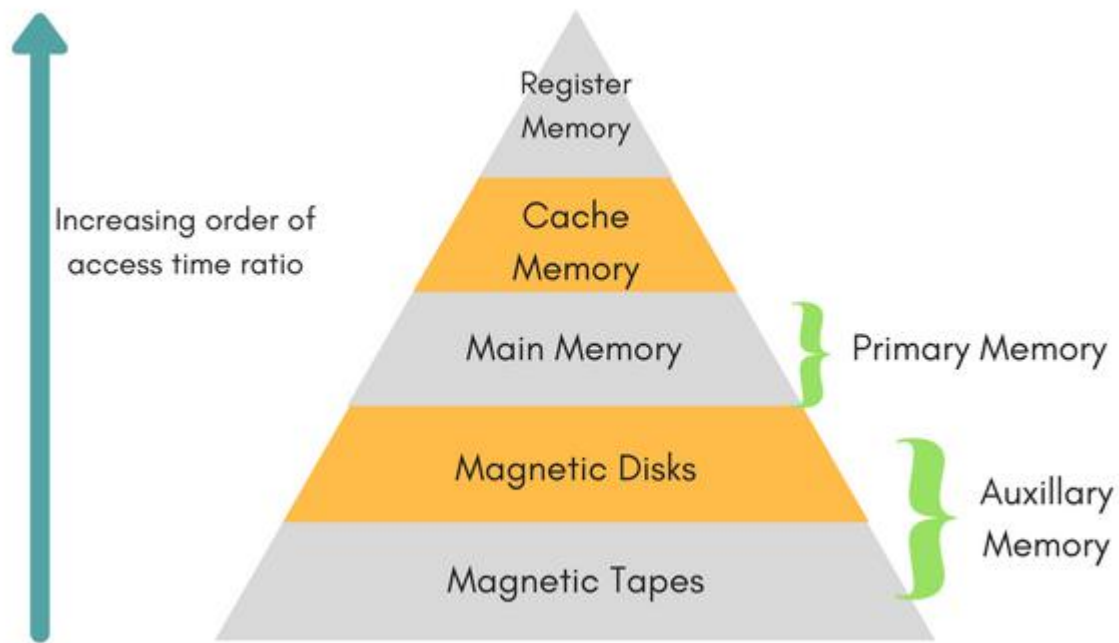 Register
Memory
Increasing order of
access time ratio
Cache
Memory
Main Memory
Primary Memory
Magnetic Disks
Auxillary
Memory
Magnetic Tapes